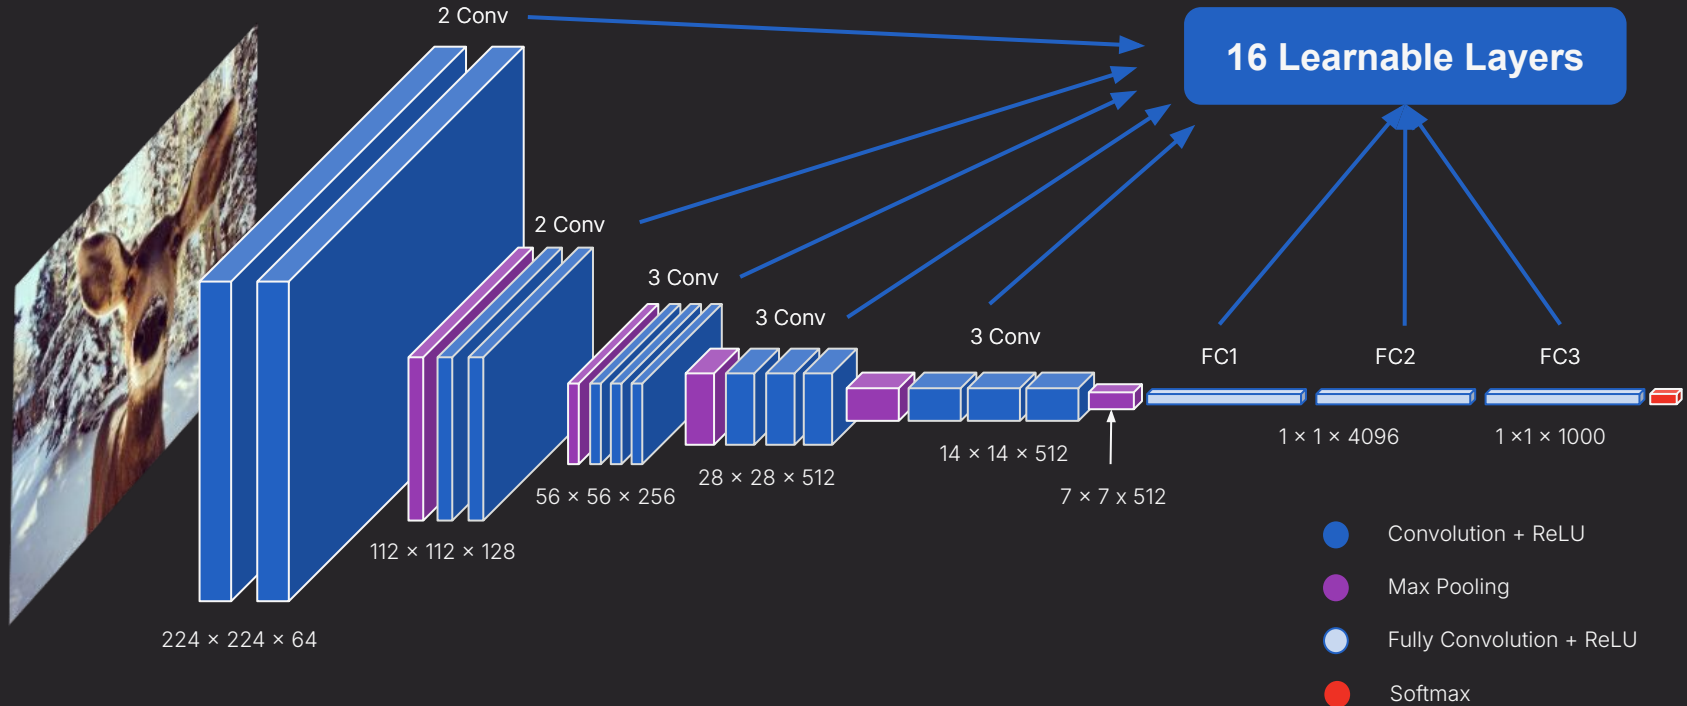 2 Conv
16 Learnable Layers
2 Conv
3 Conv
3 Conv
3 Conv
FC1
FC2
FC3
1 × 1 × 4096
1 ×1 × 1000
14 × 14 × 512
28 × 28 × 512
56 × 56 × 256
7 × 7 x 512
112 × 112 × 128
224 × 224 × 64
Convolution + ReLU
Max Pooling
Fully Convolution + ReLU
Softmax